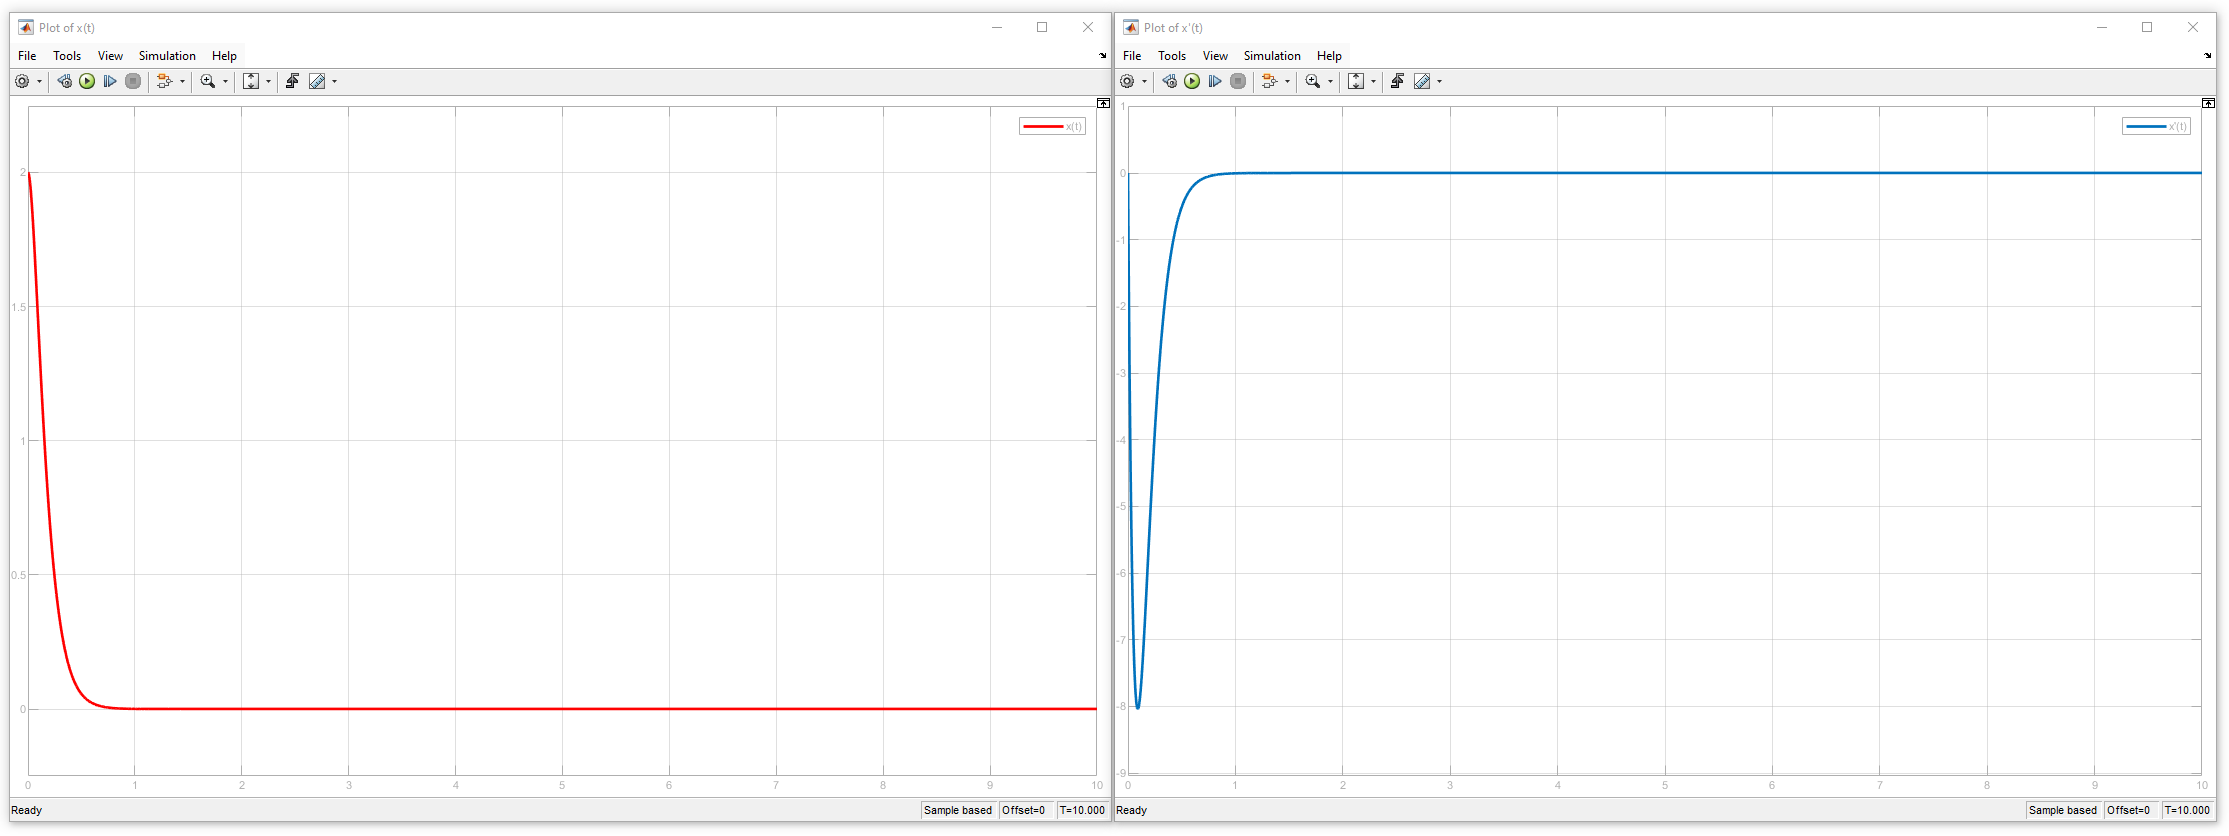 Plot of x(t)
File Tools View Simulation Help
x(t)
2
1.5
1
0.5
0
0 1 2 3 4 5 6 7 8 9 10
Ready Sample based Offset=0 T=10.000
Plot of x'(t)
File Tools View Simulation Help
x'(t)
1
0
-1
-2
-3
-4
-5
-6
-7
-8
-9
0 1 2 3 4 5 6 7 8 9 10
Ready Sample based Offset=0 T=10.000